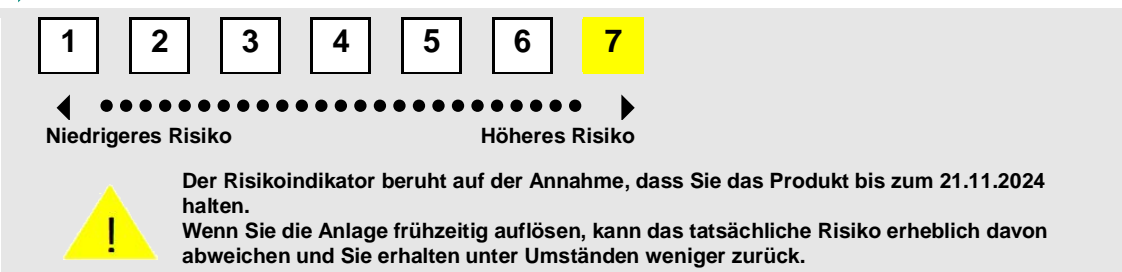 1 2 3 4 5 6 7
Niedrigeres Risiko Höheres Risiko
Der Risikoindikator beruht auf der Annahme, dass Sie das Produkt bis zum 21.11.2024
halten.
Wenn Sie die Anlage frühzeitig auflösen, kann das tatsächliche Risiko erheblich davon
abweichen und Sie erhalten unter Umständen weniger zurück.
!